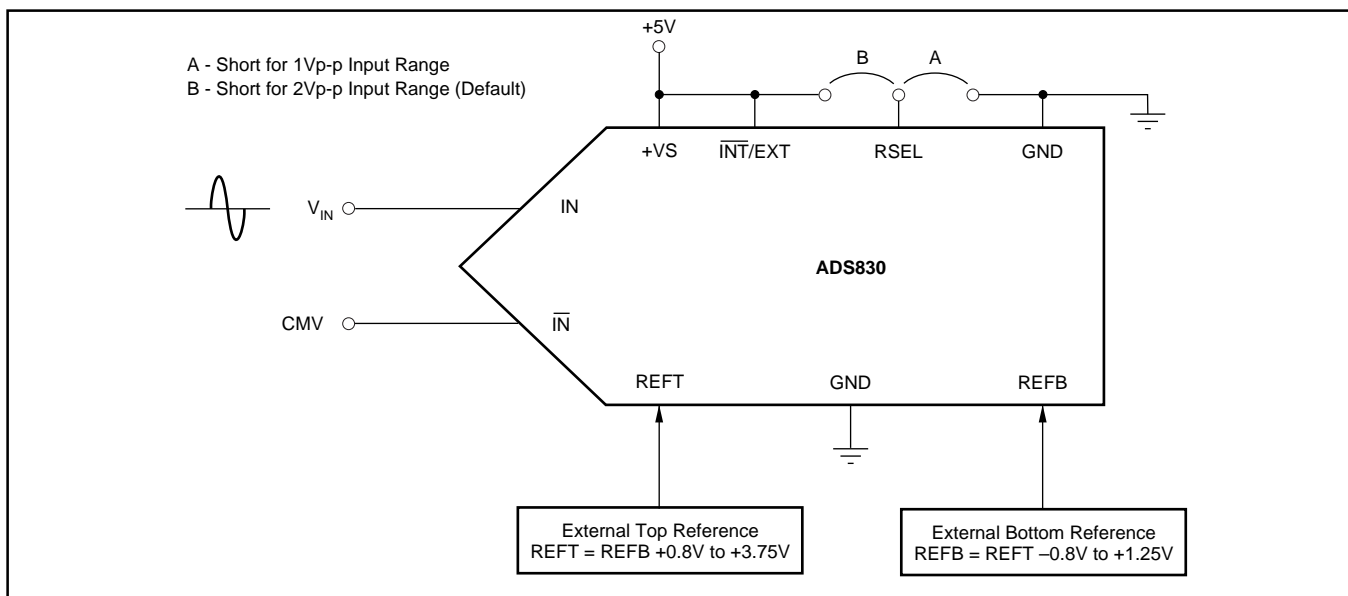 +5V
A - Short for 1Vp-p Input Range
B - Short for 2Vp-p Input Range (Default)
B
A
+VS
INT/EXT
RSEL
GND
VIN
IN
ADS830
CMV
IN
REFT
GND
REFB
External Top Reference
REFT = REFB +0.8V to +3.75V
External Bottom Reference
REFB = REFT –0.8V to +1.25V